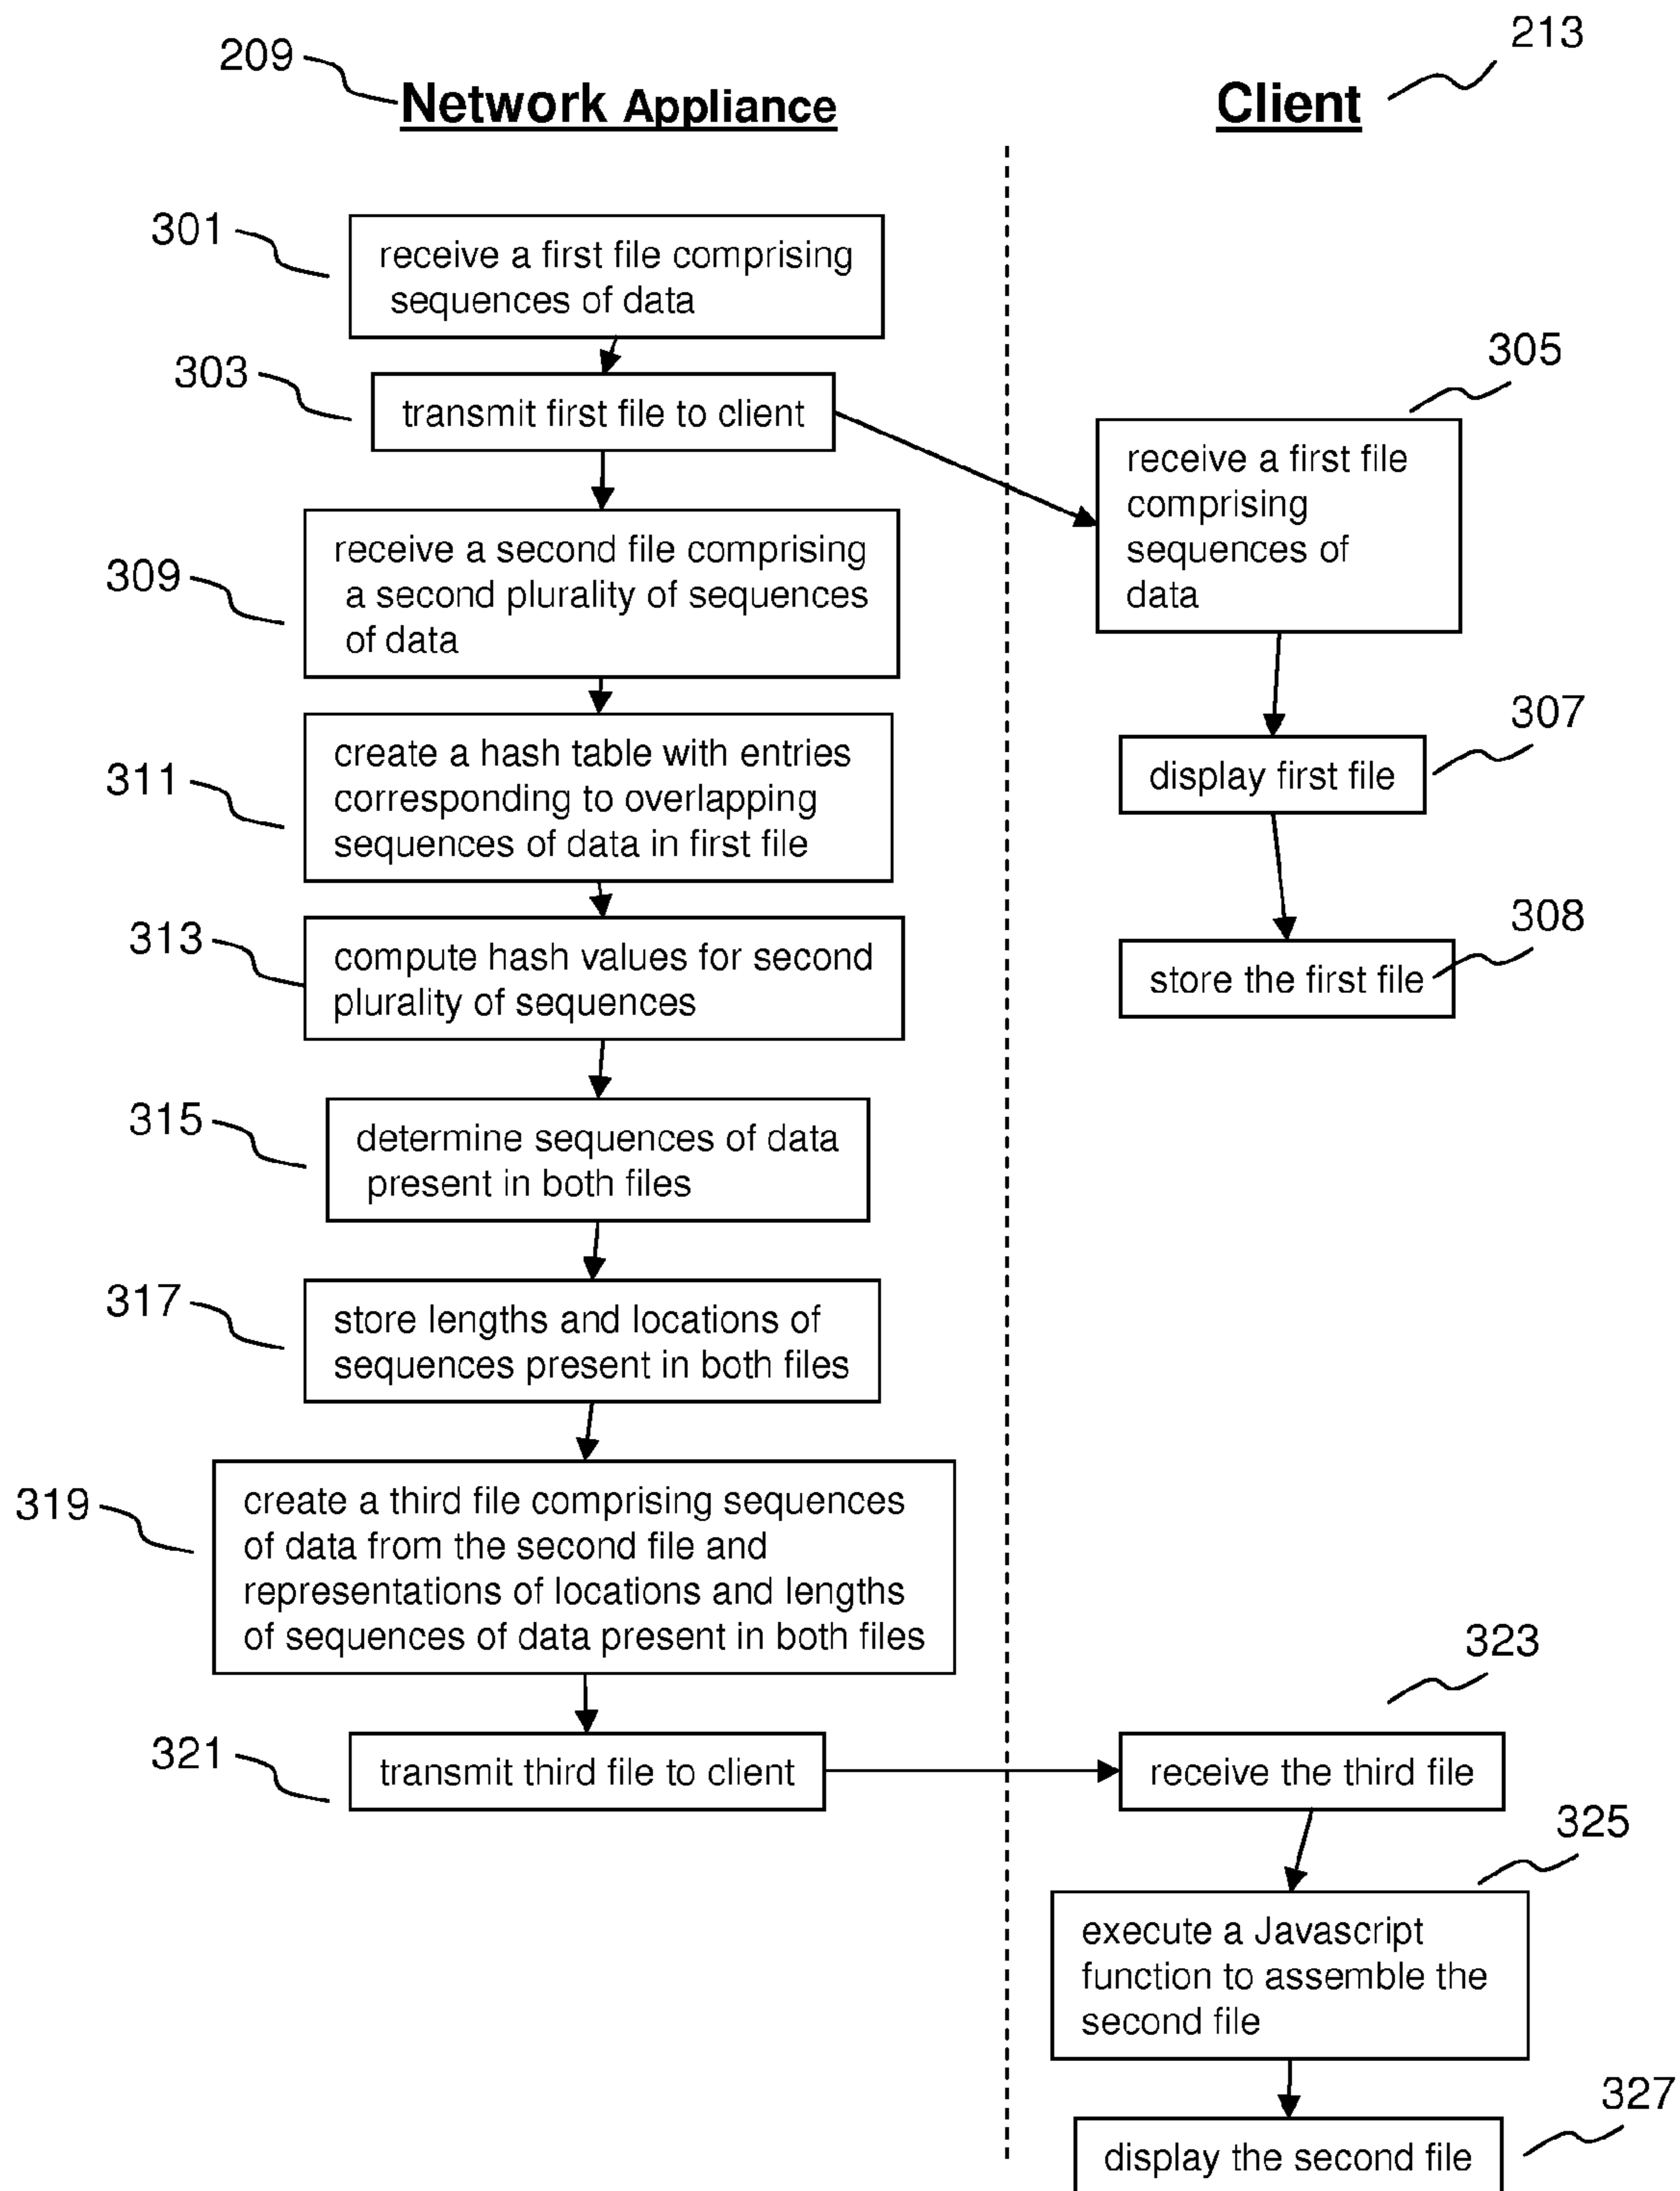 209
213
Network Appliance
Client
301
receive a first file comprising
sequences of data
303
transmit first file to client
305
receive a first file
comprising
sequences of
data
309
receive a second file comprising
a second plurality of sequences
of data
307
display first file
311
create a hash table with entries
corresponding to overlapping
sequences of data in first file
308
store the first file
313
compute hash values for second
plurality of sequences
315
determine sequences of data
present in both files
317
store lengths and locations of
sequences present in both files
319
create a third file comprising sequences
of data from the second file and
representations of locations and lengths
of sequences of data present in both files
321
transmit third file to client
323
receive the third file
325
execute a Javascript
function to assemble the
second file
327
display the second file